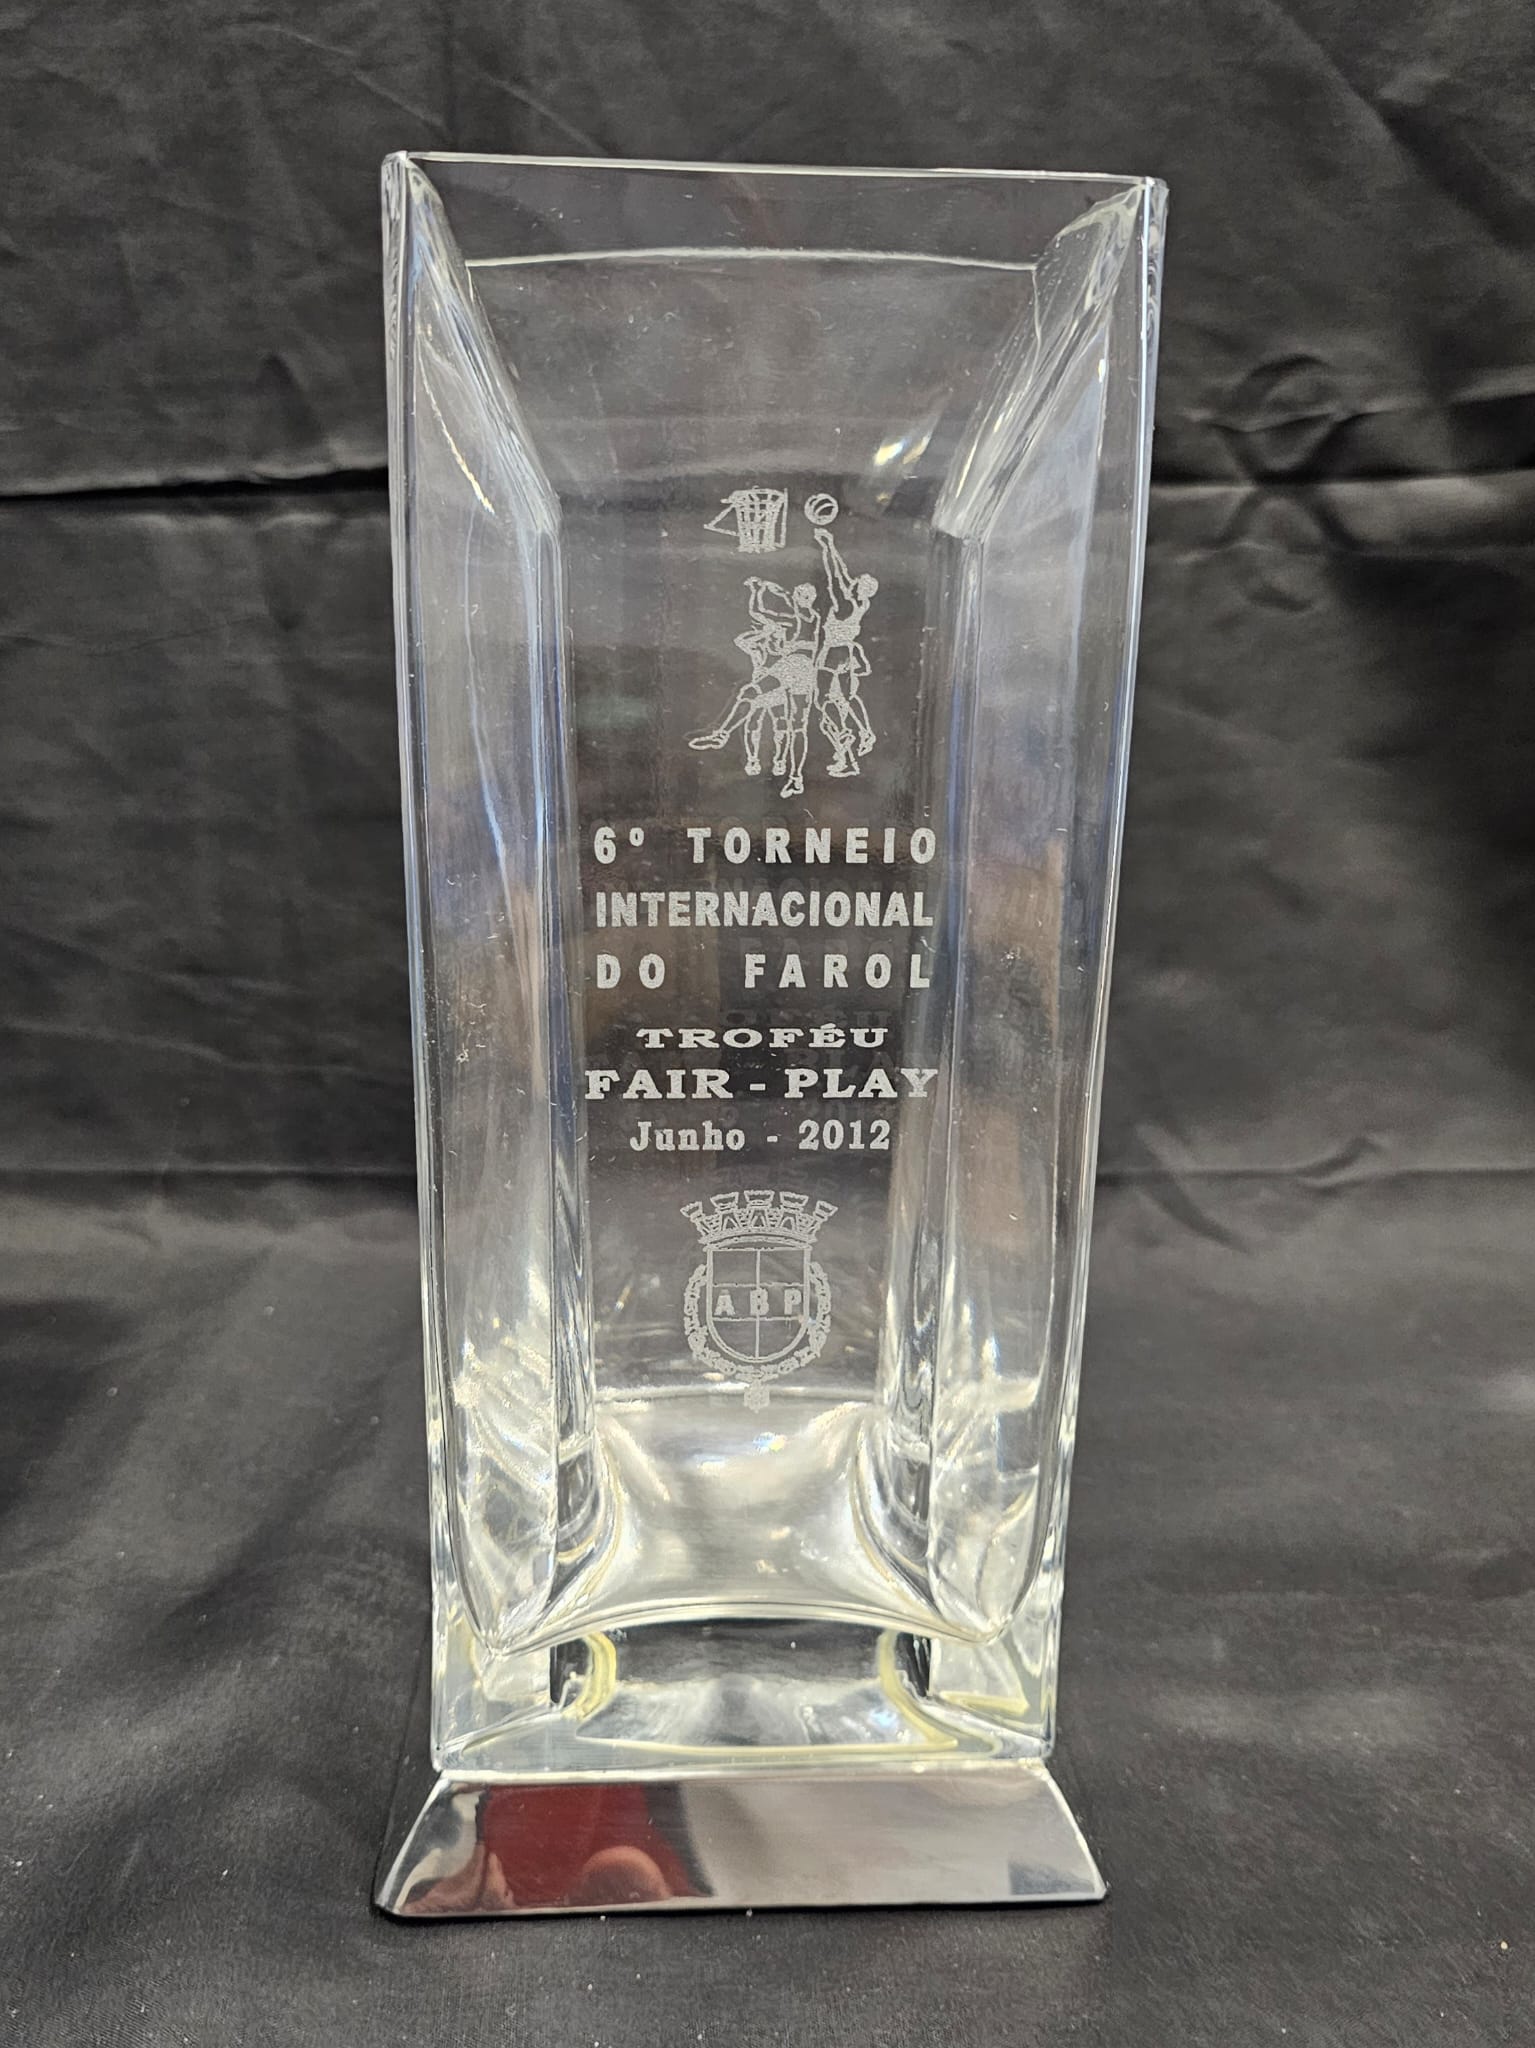 6º TORNEIO
INTERNACIONAL
DO FAROL
TROFÉU
FAIR - PLAY
Junho - 2012
ABP